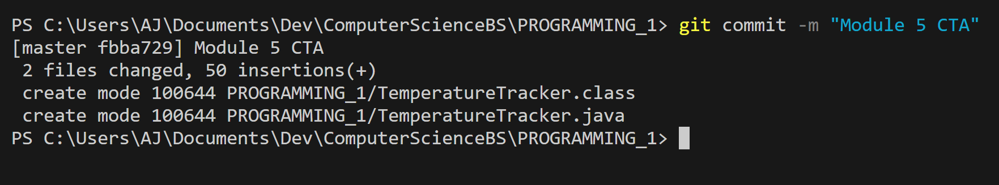 PS C:\Users\AJ\Documents\Dev\ComputerScienceBS\PROGRAMMING_1> git commit -m "Module 5 CTA"
[master fbba729] Module 5 CTA
 2 files changed, 50 insertions(+)
 create mode 100644 PROGRAMMING_1/TemperatureTracker.class
 create mode 100644 PROGRAMMING_1/TemperatureTracker.java
PS C:\Users\AJ\Documents\Dev\ComputerScienceBS\PROGRAMMING_1>